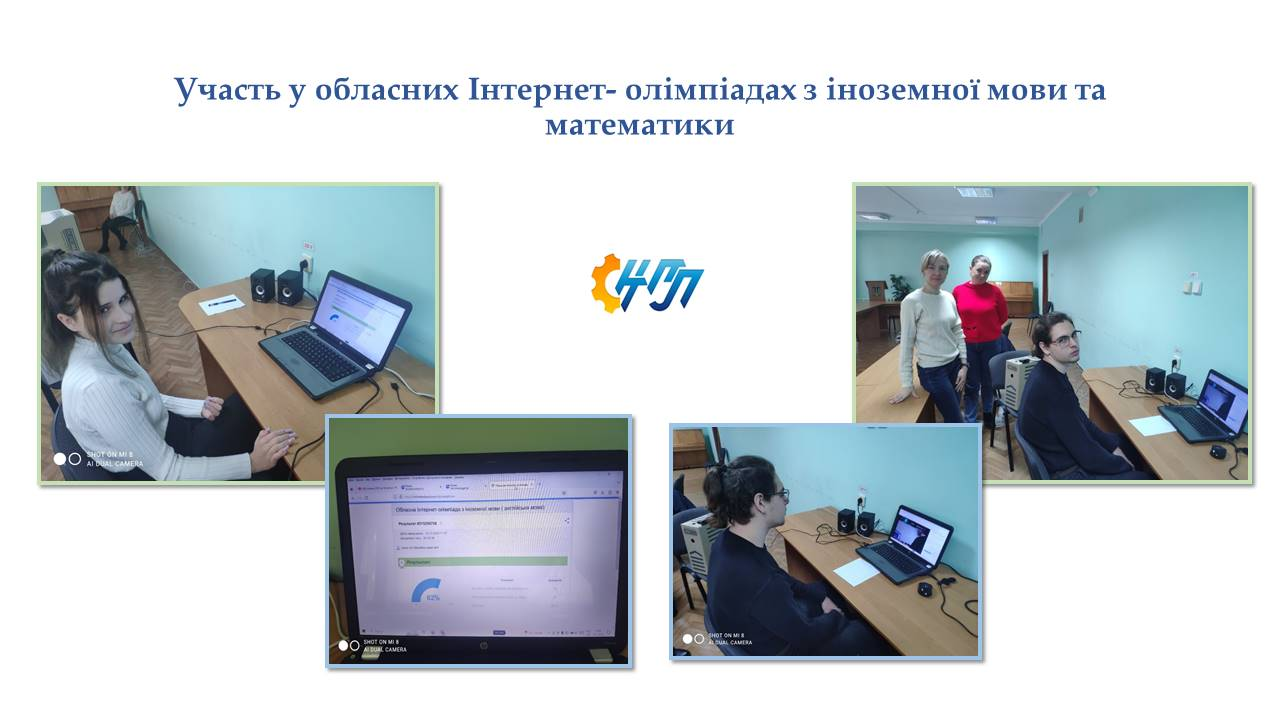 Участь у обласних Інтернет- олімпіадах з іноземної мови та
математики
SHOT ON MI 8
AI DUAL CAMERA
Обласна інтернет-олімпіада з іноземної мови ( англійська мова)
Результат
Результат
62%
SHOT ON MI 8
AI DUAL CAMERA
SHOT ON MI 8
AI DUAL CAMERA